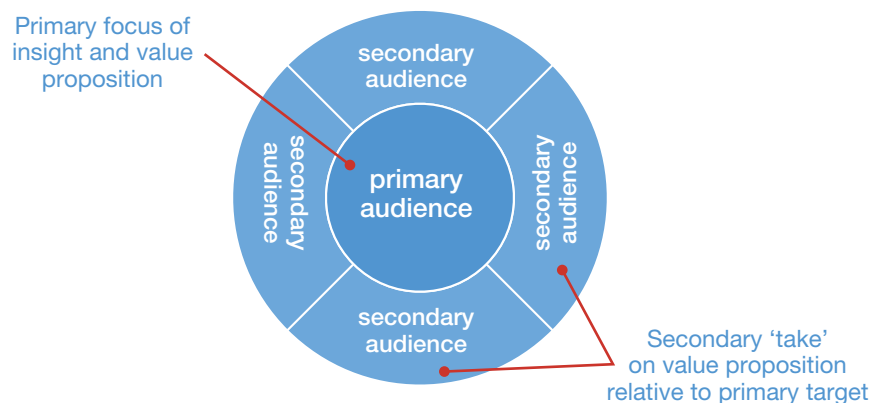 Primary focus of
insight and value
proposition
secondary
audience
secondary
audience
primary
audience
secondary
audience
secondary
audience
Secondary ‘take’
on value proposition
relative to primary target